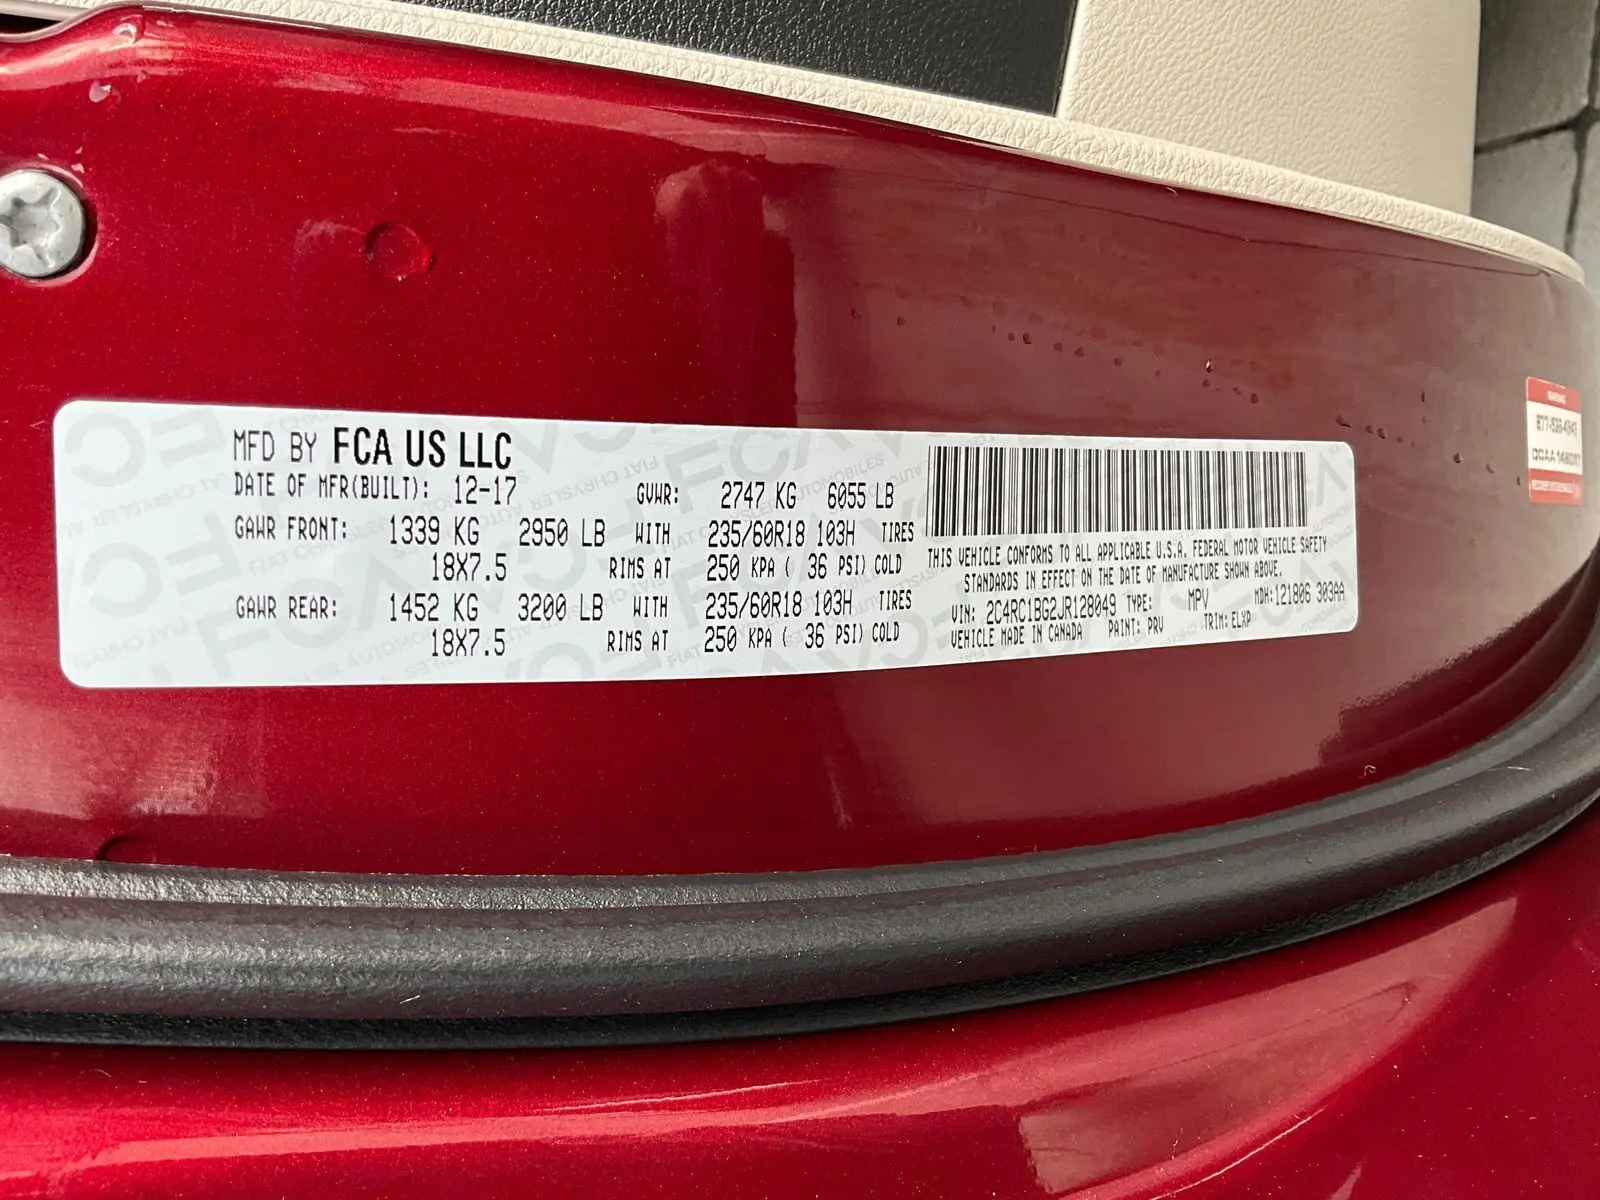 MFD BY FCA US LLC
DATE OF MFR(BUILT): 12-17 GVWR: 2747 KG 6055 LB
GAWR FRONT: 1339 KG 2950 LB WITH 235/60R18 103H TIRES
18X7.5 RIMS AT 250 KPA ( 36 PSI) COLD
GAWR REAR: 1452 KG 3200 LB WITH 235/60R18 103H TIRES
18X7.5 RIMS AT 250 KPA ( 36 PSI) COLD
THIS VEHICLE CONFORMS TO ALL APPLICABLE U.S.A. FEDERAL MOTOR VEHICLE SAFETY
STANDARDS IN EFFECT ON THE DATE OF MANUFACTURE SHOWN ABOVE.
VIN: 2C4RC1BG2JR128049 TYPE: MPV MDH:121806 303AA
VEHICLE MADE IN CANADA PAINT: PRV TRIM: ELXP
WARNING